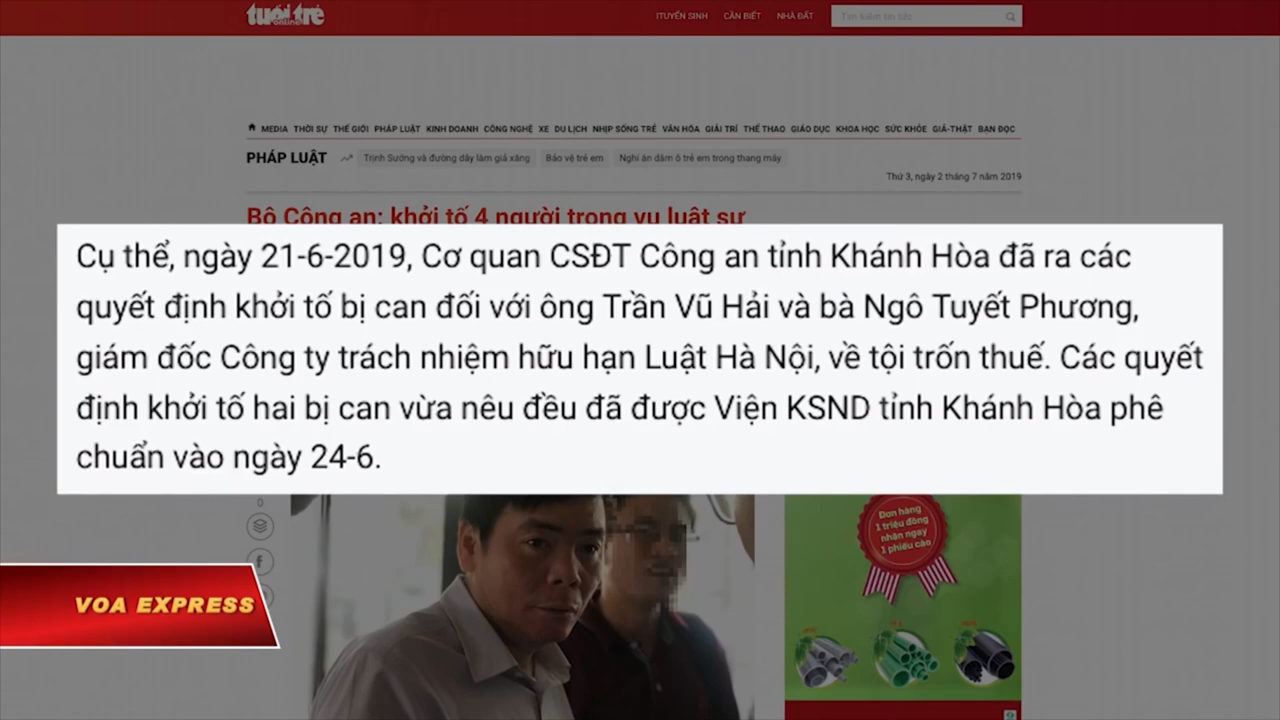 tuổi trẻ
online
TUYỂN SINH CẦN BIẾT NHÀ ĐẤT
Tìm kiếm tin tức
MEDIA THỜI SỰ THẾ GIỚI PHÁP LUẬT KINH DOANH CÔNG NGHỆ XE DU LỊCH NHỊP SỐNG TRẺ VĂN HÓA GIẢI TRÍ THỂ THAO GIÁO DỤC KHOA HỌC SỨC KHỎE GIẢ-THẬT BẠN ĐỌC
PHÁP LUẬT Trịnh Sướng và đường dây làm giả xăng Bảo vệ trẻ em Nghi án dâm ô trẻ em trong thang máy
Thứ 3, ngày 2 tháng 7 năm 2019
Bộ Công an: khởi tố 4 người trong vụ luật sư
Cụ thể, ngày 21-6-2019, Cơ quan CSĐT Công an tỉnh Khánh Hòa đã ra các
quyết định khởi tố bị can đối với ông Trần Vũ Hải và bà Ngô Tuyết Phương,
giám đốc Công ty trách nhiệm hữu hạn Luật Hà Nội, về tội trốn thuế. Các quyết
định khởi tố hai bị can vừa nêu đều đã được Viện KSND tỉnh Khánh Hòa phê
chuẩn vào ngày 24-6.
0
f
Đơn hàng
1 triệu đồng
nhận ngay
1 phiếu cào
VOA EXPRESS